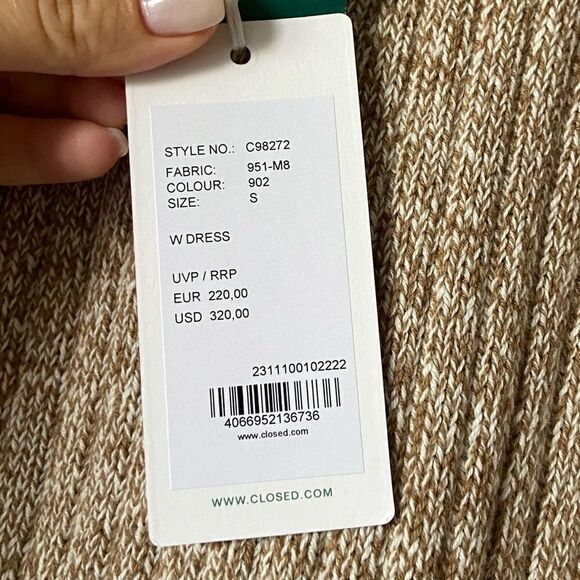 STYLE NO.: C98272
FABRIC: 951-M8
COLOUR: 902
SIZE: S
W DRESS
UVP / RRP
EUR 220,00
USD 320,00
2311100102222
4066952136736
www.closed.com
WWW.CLOSED.COM